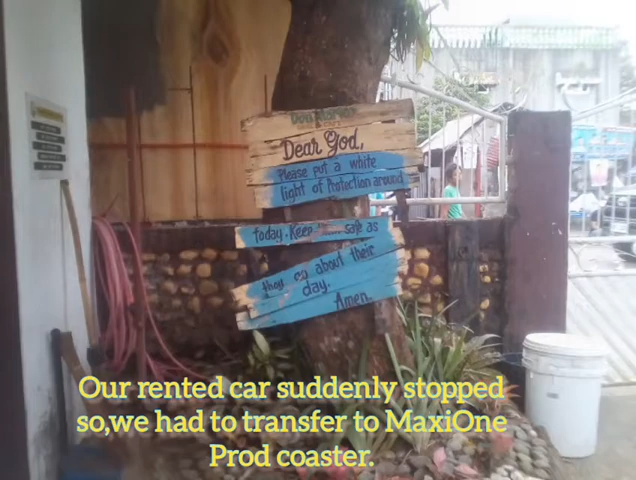 Dear God,
Please put a white
light of Protection around
today. Keep safe as
they go about their
day.
Amen.
Our rented car suddenly stopped
so,we had to transfer to MaxiOne
Prod coaster.